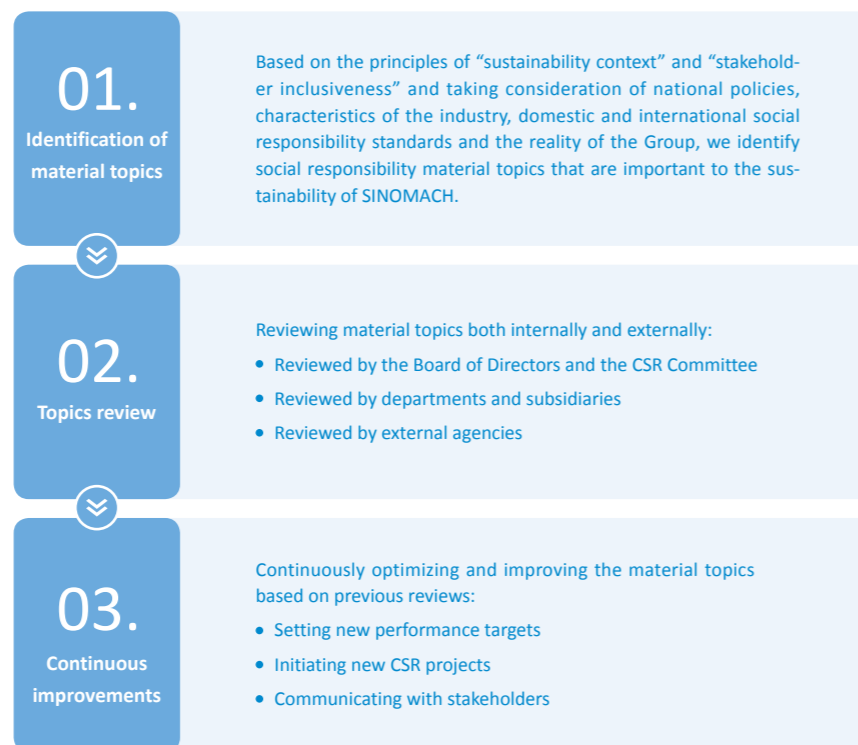 01.
Identification of
material topics
Based on the principles of “sustainability context” and “stakehold-
er inclusiveness” and taking consideration of national policies,
characteristics of the industry, domestic and international social
responsibility standards and the reality of the Group, we identify
social responsibility material topics that are important to the sus-
tainability of SINOMACH.
02.
Topics review
Reviewing material topics both internally and externally:
• Reviewed by the Board of Directors and the CSR Committee
• Reviewed by departments and subsidiaries
• Reviewed by external agencies
03.
Continuous
improvements
Continuously optimizing and improving the material topics
based on previous reviews:
• Setting new performance targets
• Initiating new CSR projects
• Communicating with stakeholders